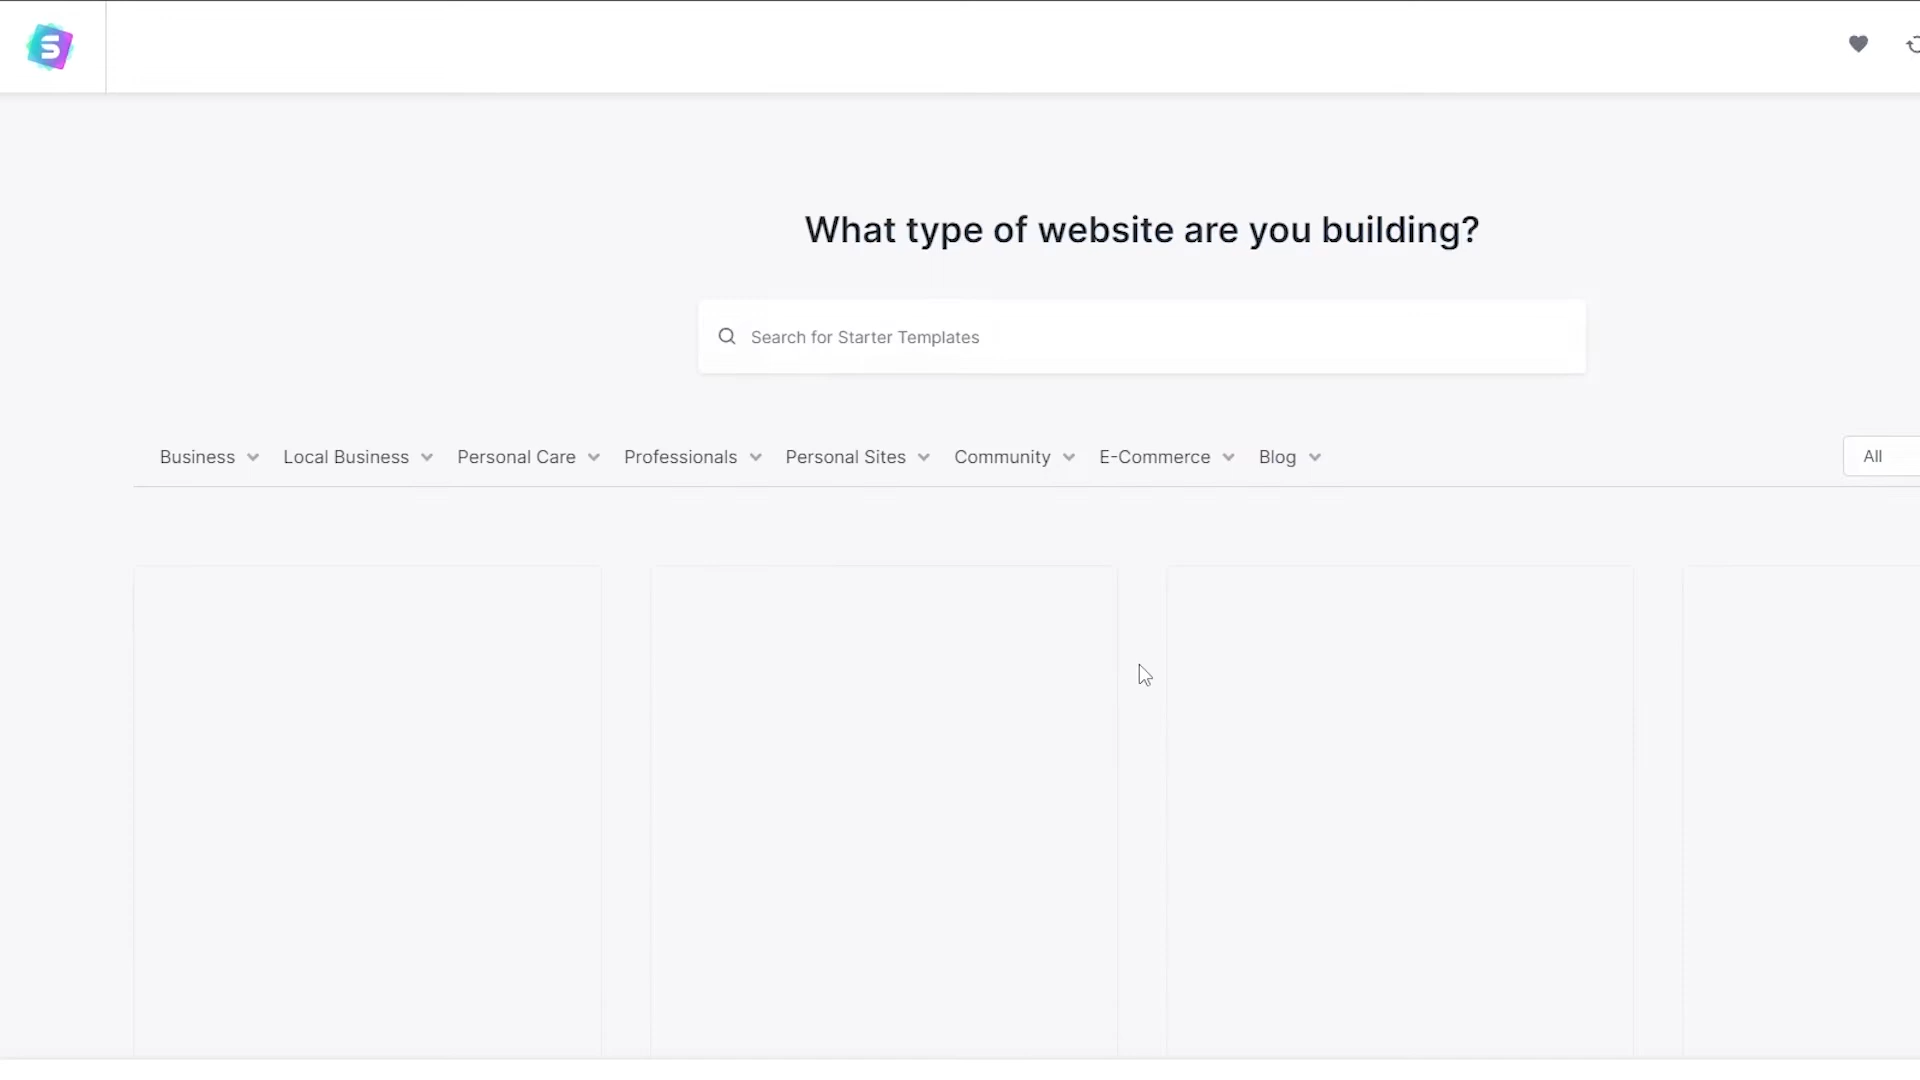 S
What type of website are you building?
Search for Starter Templates
Business Local Business Personal Care Professionals Personal Sites Community E-Commerce Blog All